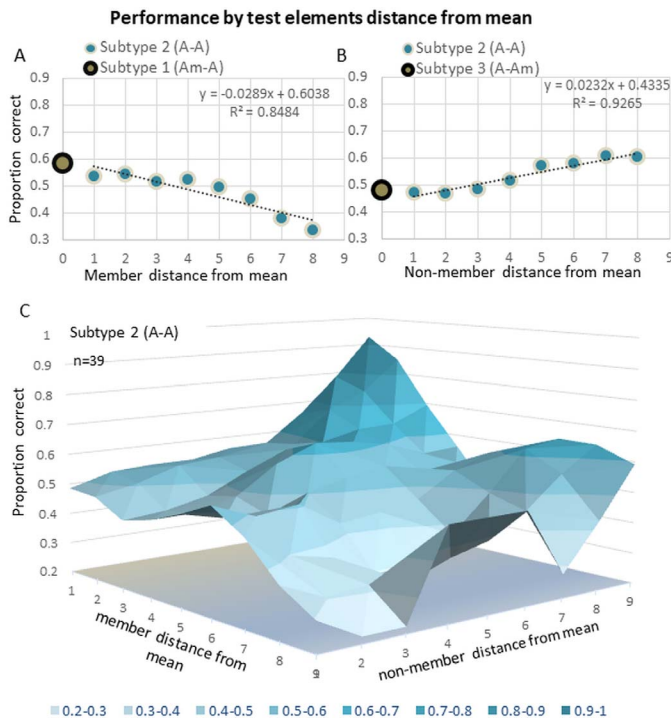 Performance by test elements distance from mean
A
Subtype 2 (A-A)
Subtype 1 (Am-A)
0.9
0.8
0.7
0.6
0.5
0.4
0.3
y = -0.0289x + 0.6038
R² = 0.8484
Proportion correct
0 1 2 3 4 5 6 7 8 9
Member distance from mean
B
Subtype 2 (A-A)
Subtype 3 (A-Am)
0.9
0.8
0.7
0.6
0.5
0.4
0.3
y = 0.0232x + 0.4335
R² = 0.9265
0 1 2 3 4 5 6 7 8 9
Non-member distance from mean
C
Subtype 2 (A-A)
n=39
Proportion correct
1
0.9
0.8
0.7
0.6
0.5
0.4
0.3
0.2
1 2 3 4 5 6 7 8
member distance from
mean
2 3 4 5 6 7 8 9
non-member distance from mean
0.2-0.3 0.3-0.4 0.4-0.5 0.5-0.6 0.6-0.7 0.7-0.8 0.8-0.9 0.9-1